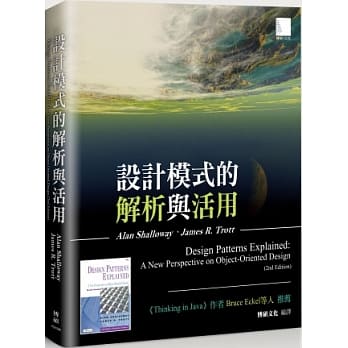 設計模式的
解析與活用
Alan Shalloway · James R. Trott
Design Patterns Explained:
A New Perspective on Object-Oriented Design
(2nd Edition)
《Thinking in Java》作者 Bruce Eckel等人 推薦
博碩文化 編譯
DESIGN PATTERNS
EXPLAINED
設計模式的解析與活用
Alan Shalloway
James R. Trott
博碩